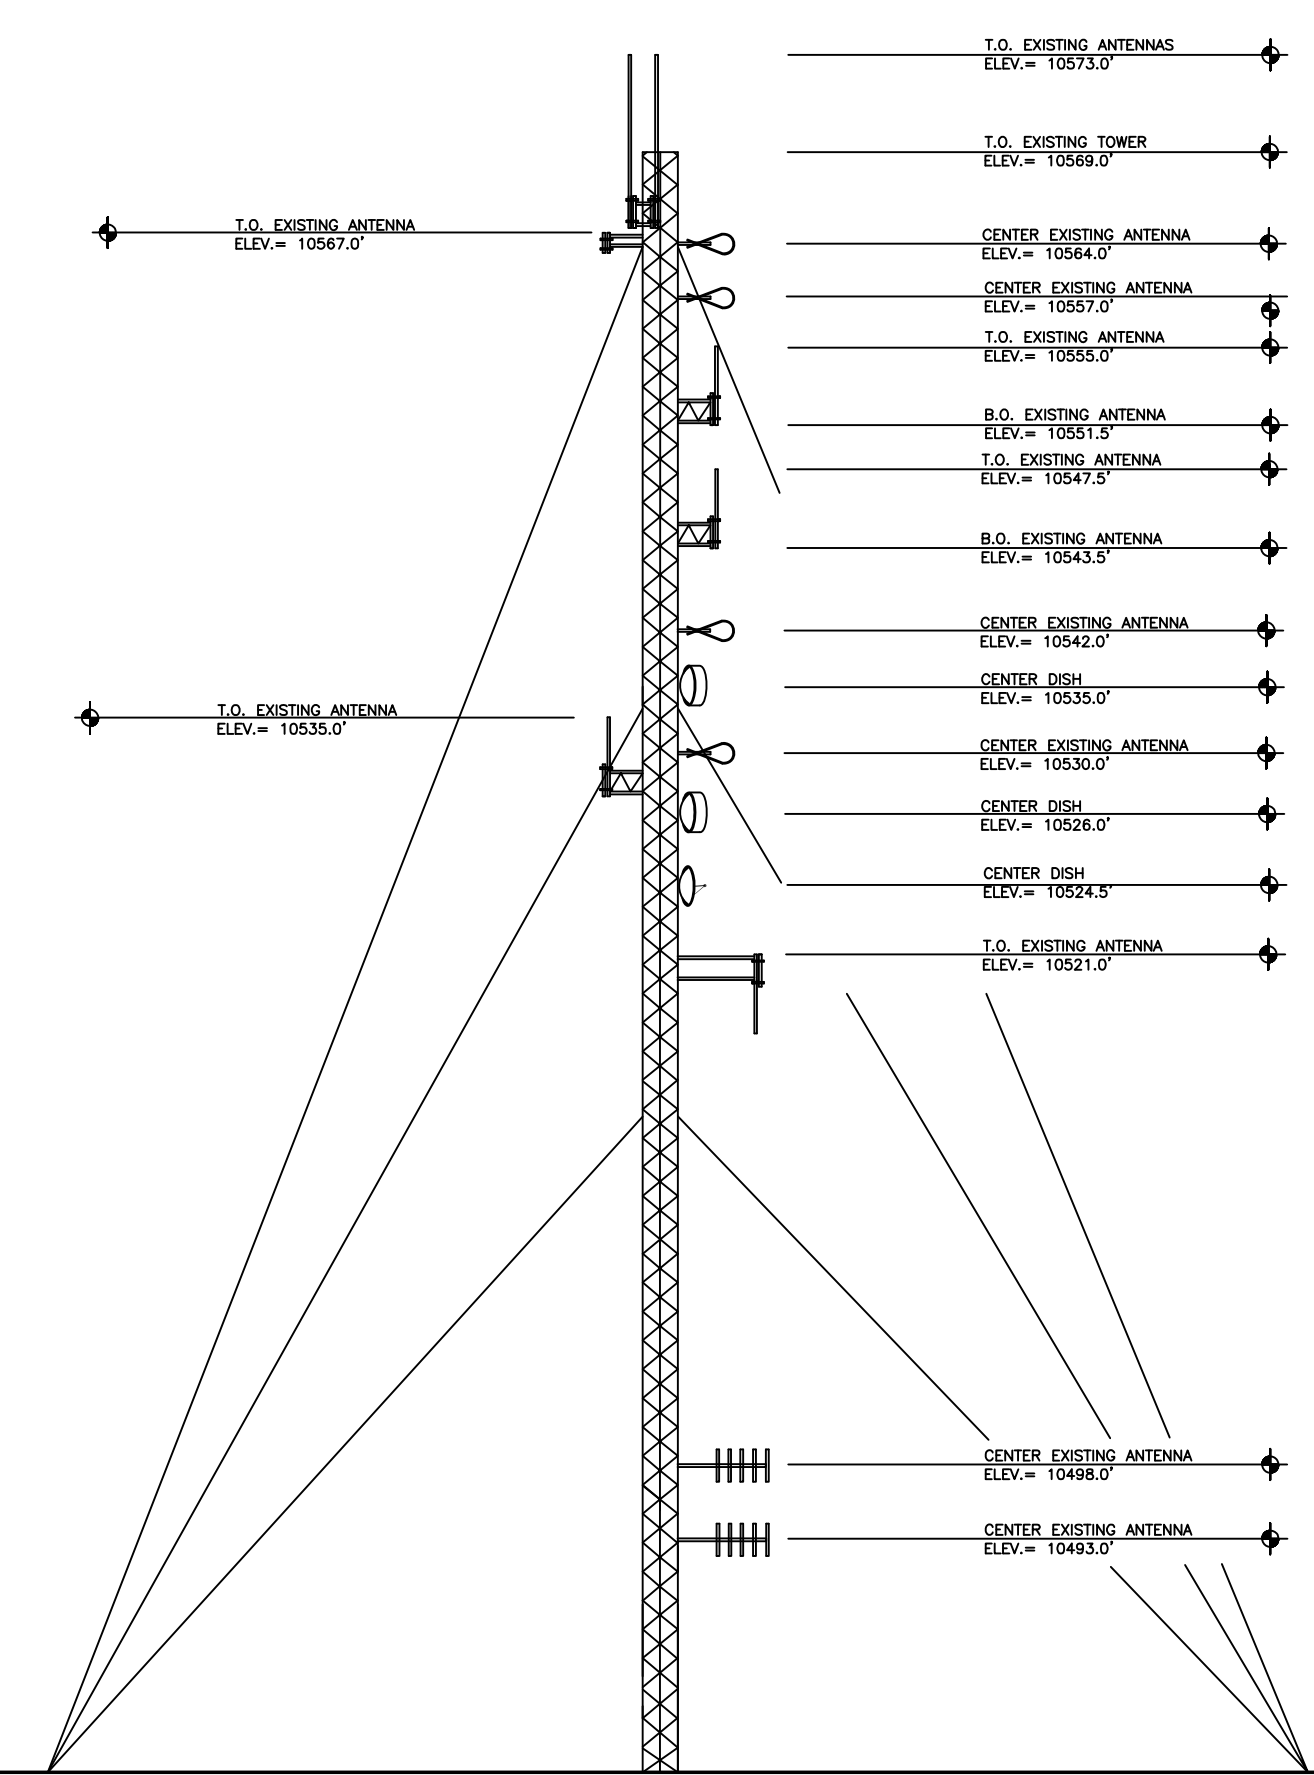 T.O. EXISTING ANTENNAS
ELEV.= 10573.0'
T.O. EXISTING TOWER
ELEV.= 10569.0'
T.O. EXISTING ANTENNA
ELEV.= 10567.0'
CENTER EXISTING ANTENNA
ELEV.= 10564.0'
CENTER EXISTING ANTENNA
ELEV.= 10557.0'
T.O. EXISTING ANTENNA
ELEV.= 10555.0'
B.O. EXISTING ANTENNA
ELEV.= 10551.5'
T.O. EXISTING ANTENNA
ELEV.= 10547.5'
B.O. EXISTING ANTENNA
ELEV.= 10543.5'
CENTER EXISTING ANTENNA
ELEV.= 10542.0'
CENTER DISH
ELEV.= 10535.0'
T.O. EXISTING ANTENNA
ELEV.= 10535.0'
CENTER EXISTING ANTENNA
ELEV.= 10530.0'
CENTER DISH
ELEV.= 10526.0'
CENTER DISH
ELEV.= 10524.5'
T.O. EXISTING ANTENNA
ELEV.= 10521.0'
CENTER EXISTING ANTENNA
ELEV.= 10498.0'
CENTER EXISTING ANTENNA
ELEV.= 10493.0'